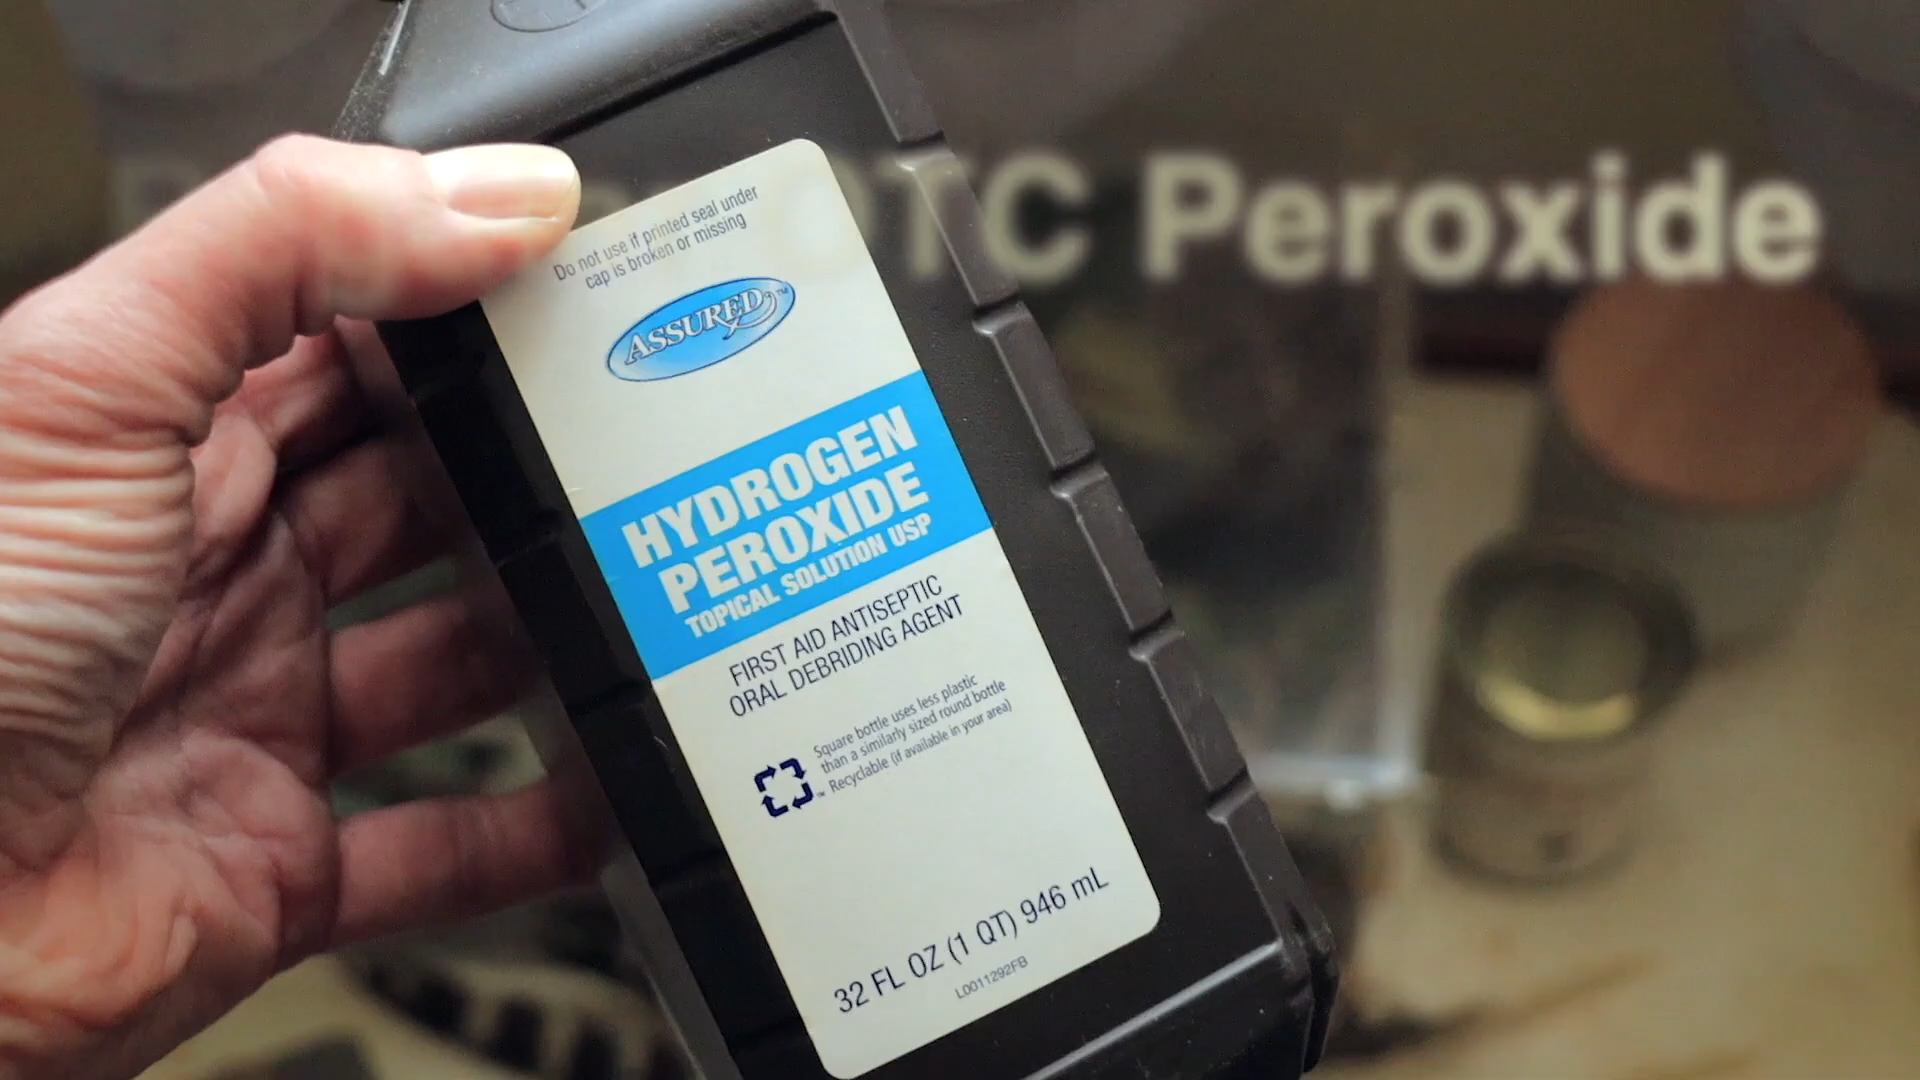 OTC Peroxide
Do not use if printed seal under
cap is broken or missing
ASSURED™
HYDROGEN
PEROXIDE
TOPICAL SOLUTION USP
FIRST AID ANTISEPTIC
ORAL DEBRIDING AGENT
Square bottle uses less plastic
than a similarly sized round bottle
™ Recyclable (if available in your area)
32 FL OZ (1 QT) 946 mL
L0011292FB